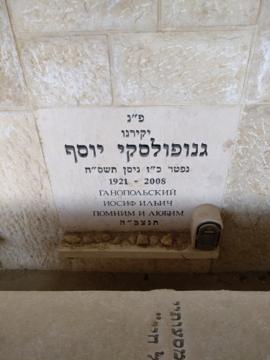 פ"נ
יקירנו
גנופולסקי יוסף
נפטר כ"ז ניסן תשס"ח
1921 - 2008
ГАНОПОЛЬСКИЙ
ИОСИФ ИЛЬИЧ
ПОМНИМ И ЛЮБИМ
תנצב"ה